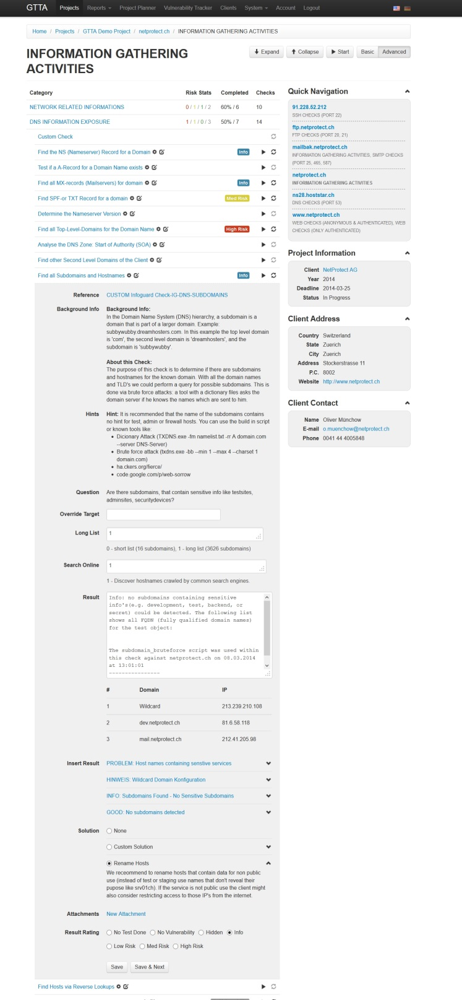 GTTA Projects Reports Project Planner Vulnerability Tracker Clients System Account Logout
Home / Projects / GTTA Demo Project / netprotect.ch / INFORMATION GATHERING ACTIVITIES
INFORMATION GATHERING
ACTIVITIES
Expand Collapse Start Basic Advanced
Category Risk Stats Completed Checks
NETWORK RELATED INFORMATIONS 0 / 1 / 1 / 2 60% / 6 10
DNS INFORMATION EXPOSURE 1 / 1 / 0 / 3 50% / 7 14
Custom Check
Find the NS (Nameserver) Record for a Domain Info
Test if a A-Record for a Domain Name exists
Find all MX-records (Mailservers) for domain Info
Find SPF-or TXT Record for a domain Med Risk
Determine the Nameserver Version
Find all Top-Level-Domains for the Domain Name High Risk
Analyse the DNS Zone: Start of Authority (SOA)
Find other Second Level Domains of the Client
Find all Subdomains and Hostnames Info
Reference CUSTOM Infoguard Check-IG-DNS-SUBDOMAINS
Background Info Background Info:
In the Domain Name System (DNS) hierarchy, a subdomain is a
domain that is part of a larger domain. Example:
subbywubby.dreamhosters.com. In this example the top level domain
is 'com', the second level domain is 'dreamhosters', and the
subdomain is 'subbywubby'.
About this Check:
The purpose of this check is to determine if there are subdomains
and hostnames for the known domain. With all the domain names
and TLD's we could perform a query for possible subdomains. This is
done via brute force attacks: a tool with a dictionary files asks the
domain server if he knows the names which are sent to him.
Hints Hint: It is recommended that the name of the subdomains contains
no hint for test, admin or firewall hosts. You can use the build in script
or known tools like:
• Dicionary Attack (TXDNS.exe -fm namelist.txt -rr A domain.com
--server DNS-Server)
• Brute force attack (txdns.exe -bb --min 1 --max 4 --charset 1
domain.com)
• ha.ckers.org/fierce/
• code.google.com/p/web-sorrow
Question Are there subdomains, that contain sensitive info like testsites,
adminsites, securitydevices?
Override Target
Long List 1
0 - short list (16 subdomains), 1 - long list (3626 subdomains)
Search Online 1
1 - Discover hostnames crawled by common search engines.
Result Info: no subdomains containing sensitive
info's(e.g. development, test, backend, or
secret) could be detected. The following list
shows all FQDN (fully qualified domain names)
for the test object:
The subdomain_bruteforce script was used within
this check against netprotect.ch on 08.03.2014
at 13:01:01
----------------
# Domain IP
1 Wildcard 213.239.210.108
2 dev.netprotect.ch 81.6.58.118
3 mail.netprotect.ch 212.41.205.98
Insert Result PROBLEM: Host names containing senstive services
HINWEIS: Wildcard Domain Konfiguration
INFO: Subdomains Found - No Sensitive Subdomains
GOOD: No subdomains detected
Solution None
Custom Solution
Rename Hosts
We receommend to rename hosts that contain data for non public
use (instead of test or staging use names that don't reveal their
pupose like srv01ch). If the service is not public use the client might
also consider restricting access to those IP's from the internet.
Attachments New Attachment
Result Rating No Test Done No Vulnerability Hidden Info
Low Risk Med Risk High Risk
Save Save & Next
Find Hosts via Reverse Lookups
Quick Navigation
91.228.52.212
SSH CHECKS (PORT 22)
ftp.netprotect.ch
FTP CHECKS (PORT 20, 21)
mailbak.netprotect.ch
INFORMATION GATHERING ACTIVITIES, SMTP CHECKS
(PORT 25, 465, 587)
netprotect.ch
INFORMATION GATHERING ACTIVITIES
ns28.hoststar.ch
DNS CHECKS (PORT 53)
www.netprotect.ch
WEB CHECKS (ANONYMOUS & AUTHENTICATED), WEB
CHECKS (ONLY AUTHENTICATED)
Project Information
Client NetProtect AG
Year 2014
Deadline 2014-03-25
Status In Progress
Client Address
Country Switzerland
State Zuerich
City Zuerich
Address Stockerstrasse 11
P.C. 8002
Website http://www.netprotect.ch
Client Contact
Name Oliver Münchow
E-mail o.muenchow@netprotect.ch
Phone 0041 44 4005848